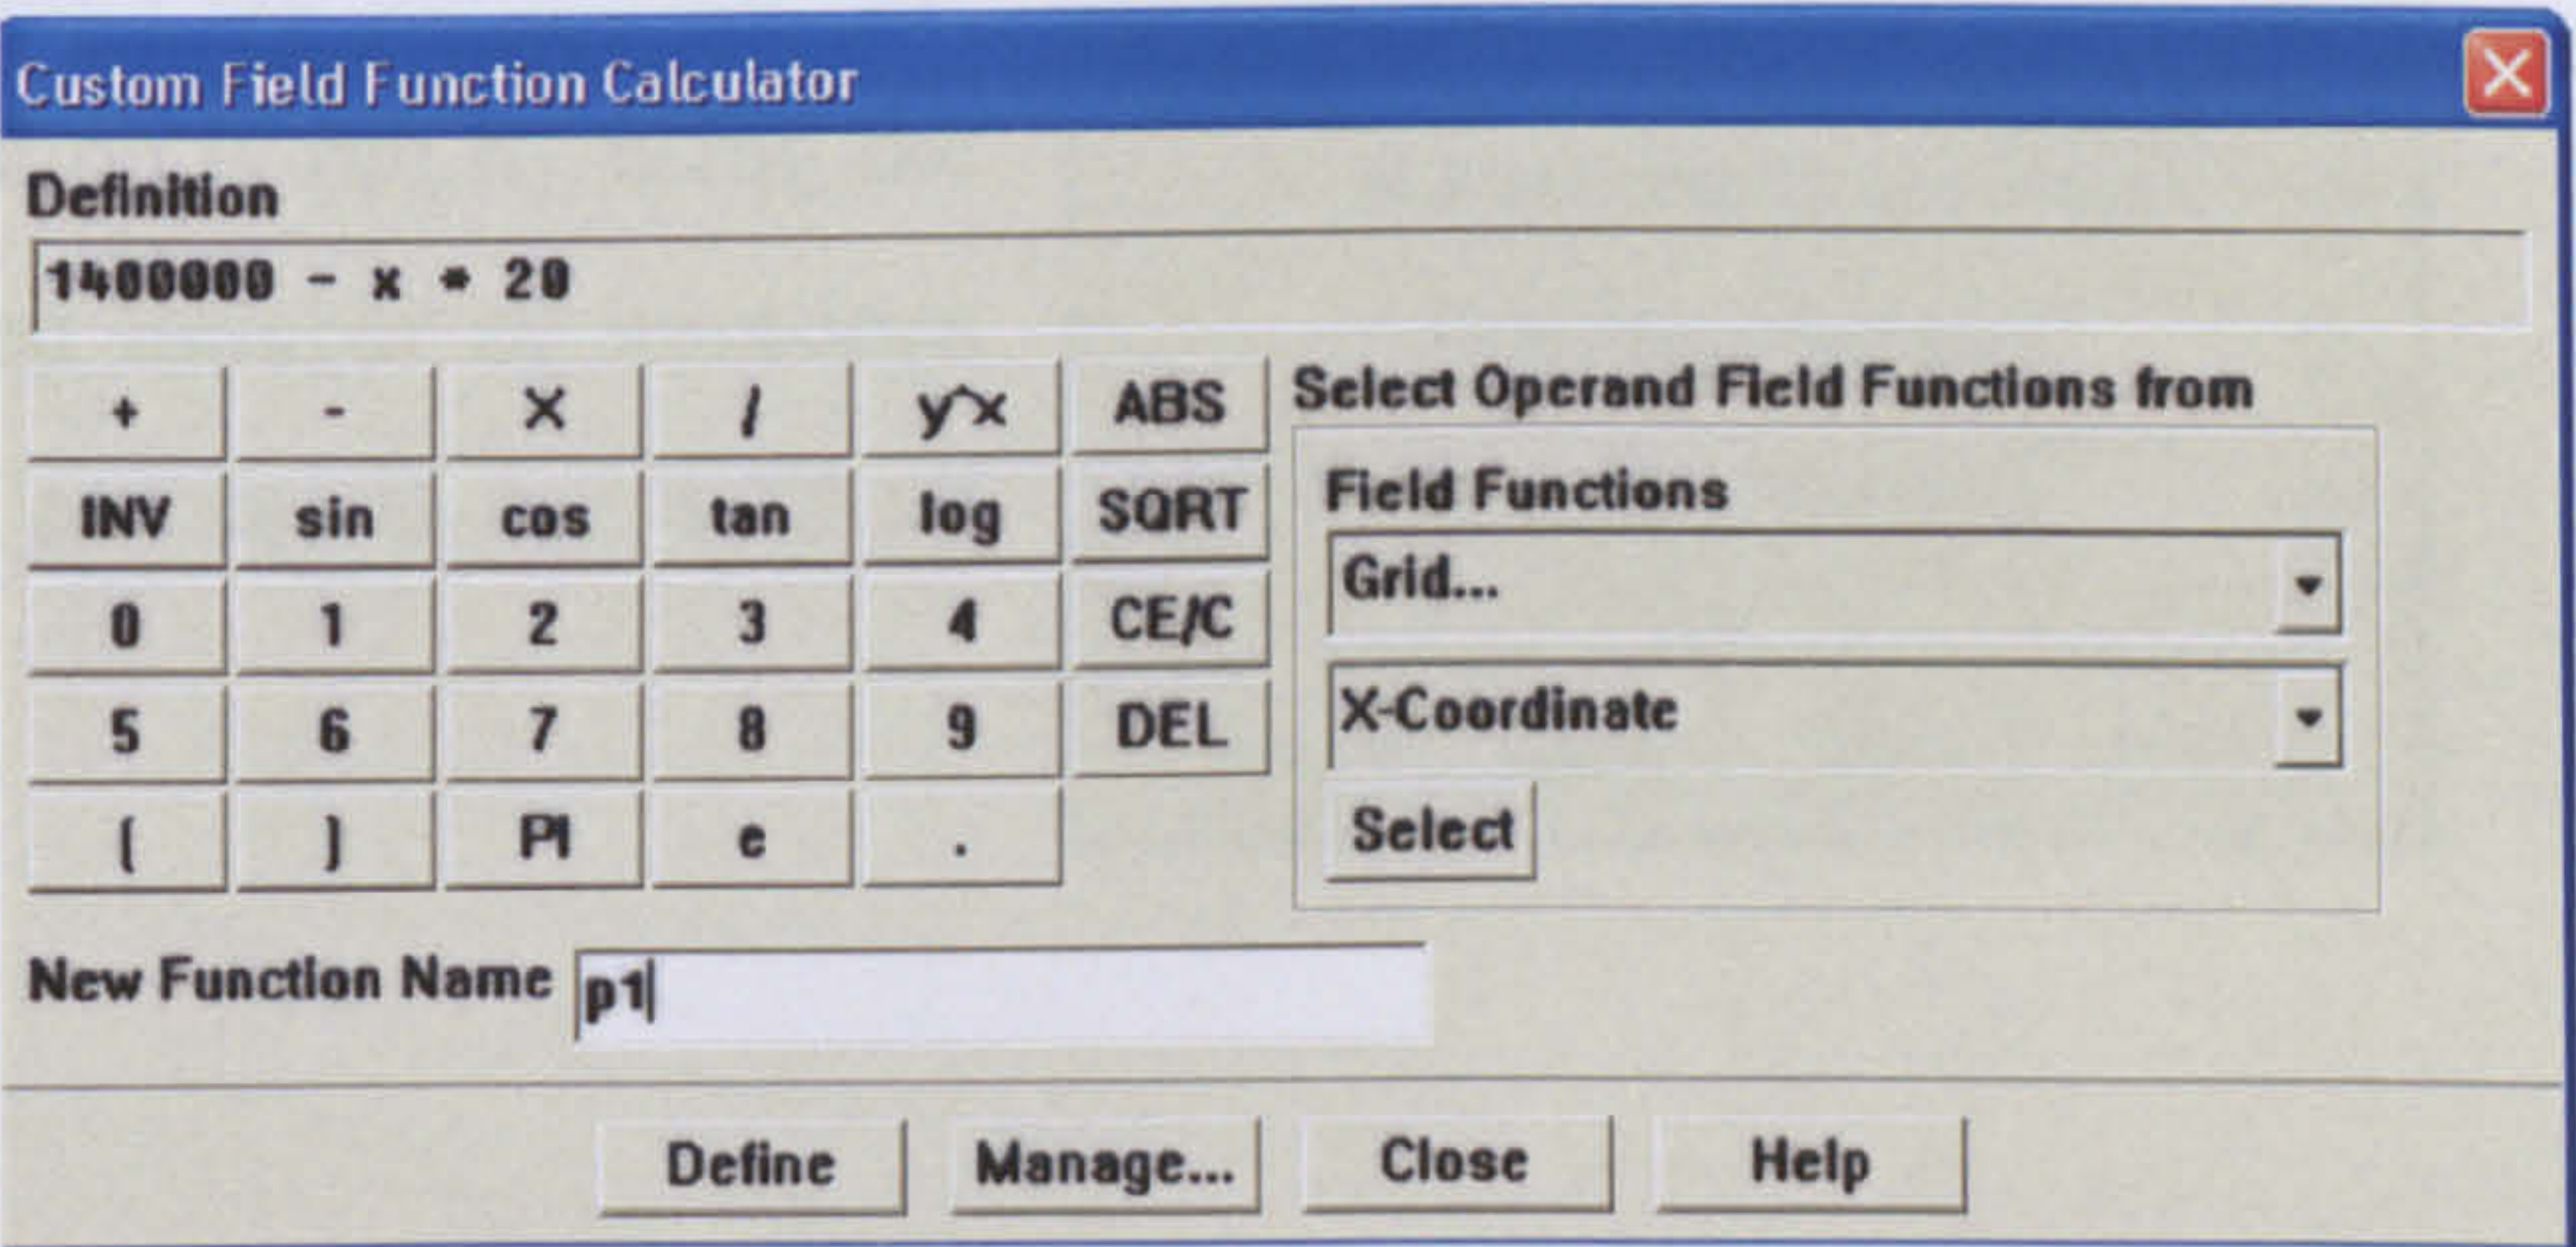 Custom Field Function Calculator
Definition
1400000 - x * 20
+ - X / y^x ABS
INV sin cos tan log SQRT
0 1 2 3 4 CE/C
5 6 7 8 9 DEL
( ) PI e .
Select Operand Field Functions from
Field Functions
Grid...
X-Coordinate
Select
New Function Name p1
Define Manage... Close Help